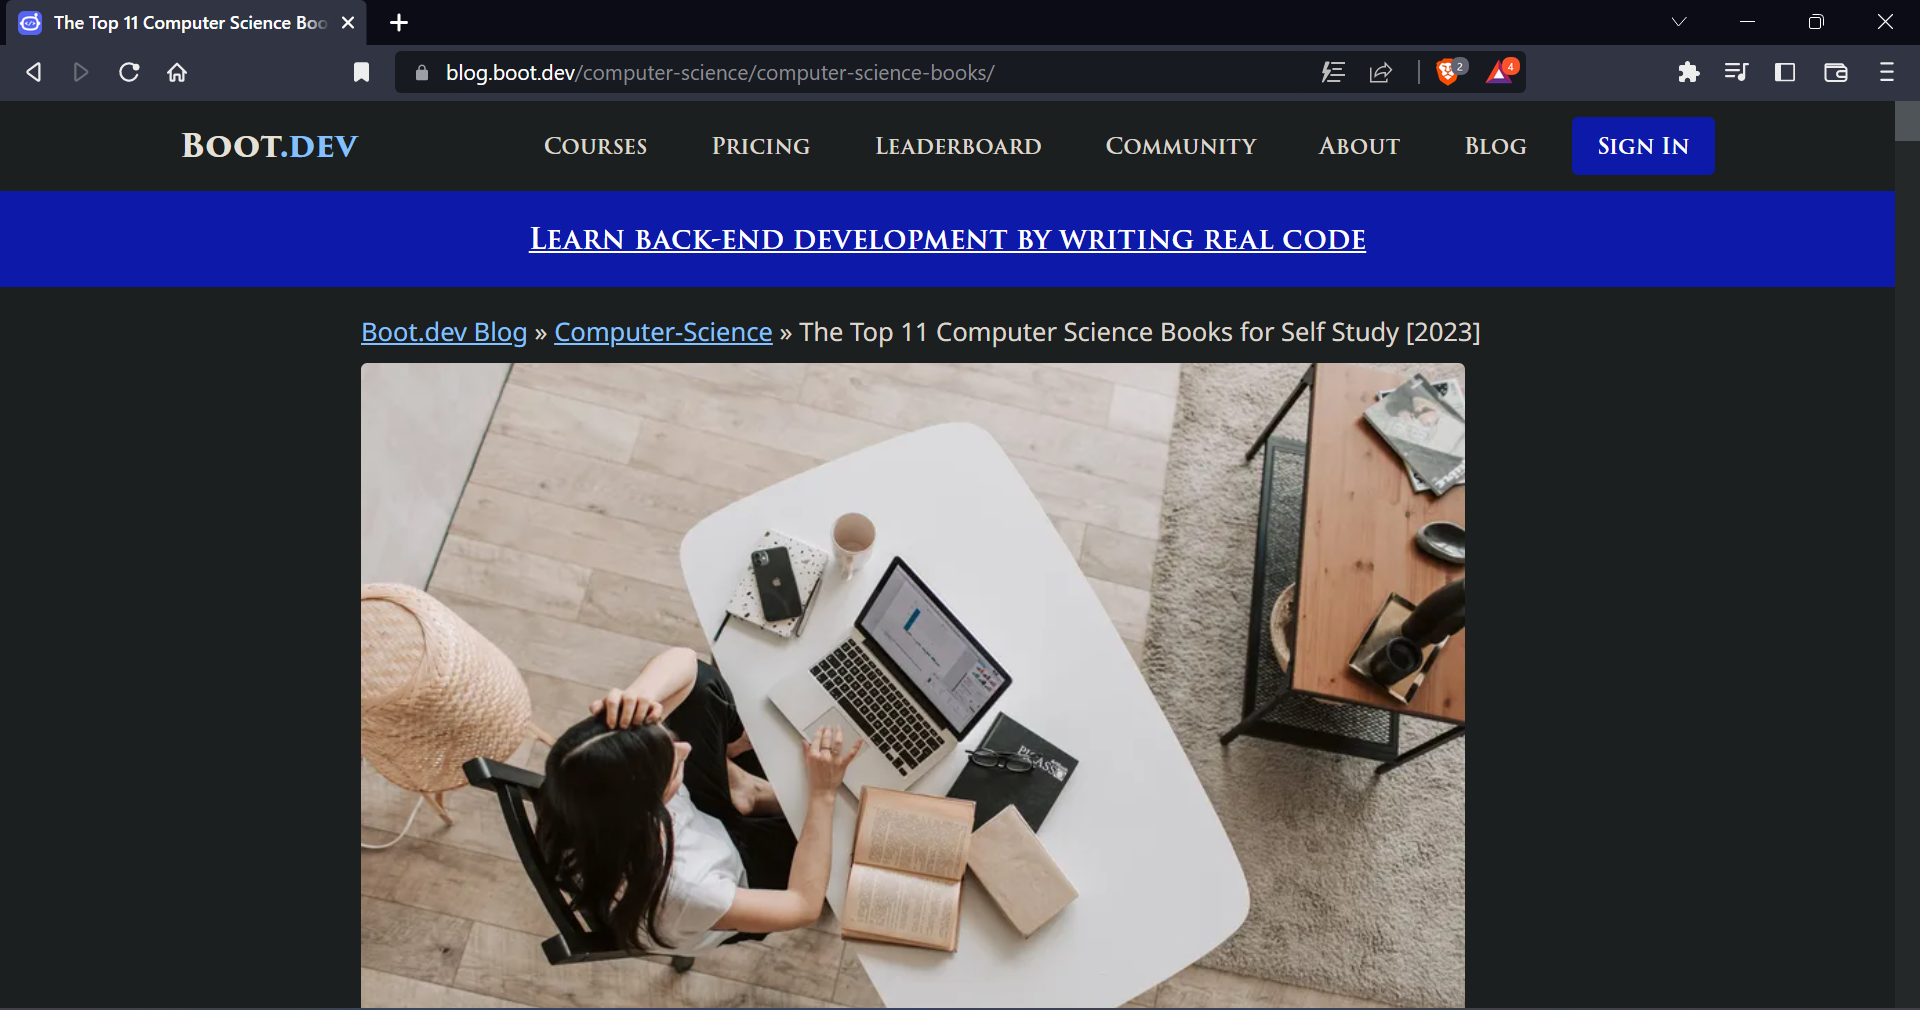 The Top 11 Computer Science Boo
blog.boot.dev/computer-science/computer-science-books/
2
4
BOOT.DEV
COURSES
PRICING
LEADERBOARD
COMMUNITY
ABOUT
BLOG
SIGN IN
LEARN BACK-END DEVELOPMENT BY WRITING REAL CODE
Boot.dev Blog » Computer-Science » The Top 11 Computer Science Books for Self Study [2023]
PICASSO